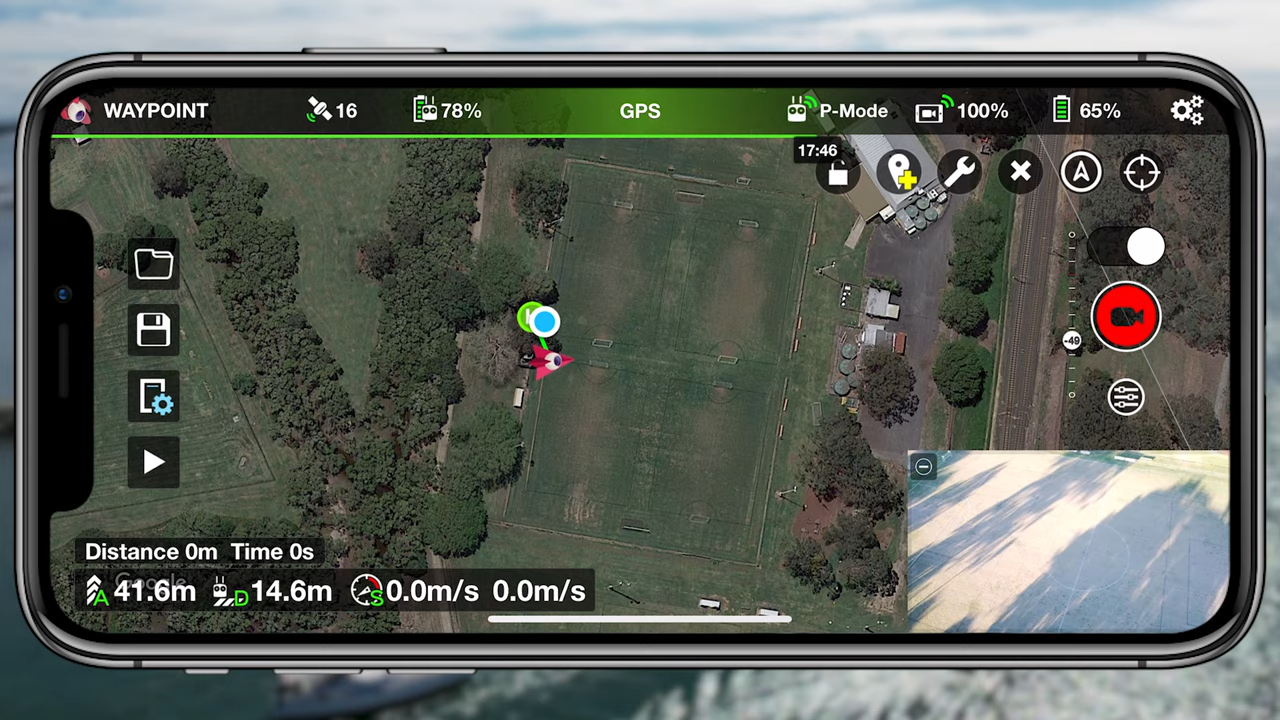 WAYPOINT 16 78% GPS P-Mode 100% 65%
17:46
-49
Distance 0m Time 0s
Google
A 41.6m D 14.6m S 0.0m/s 0.0m/s